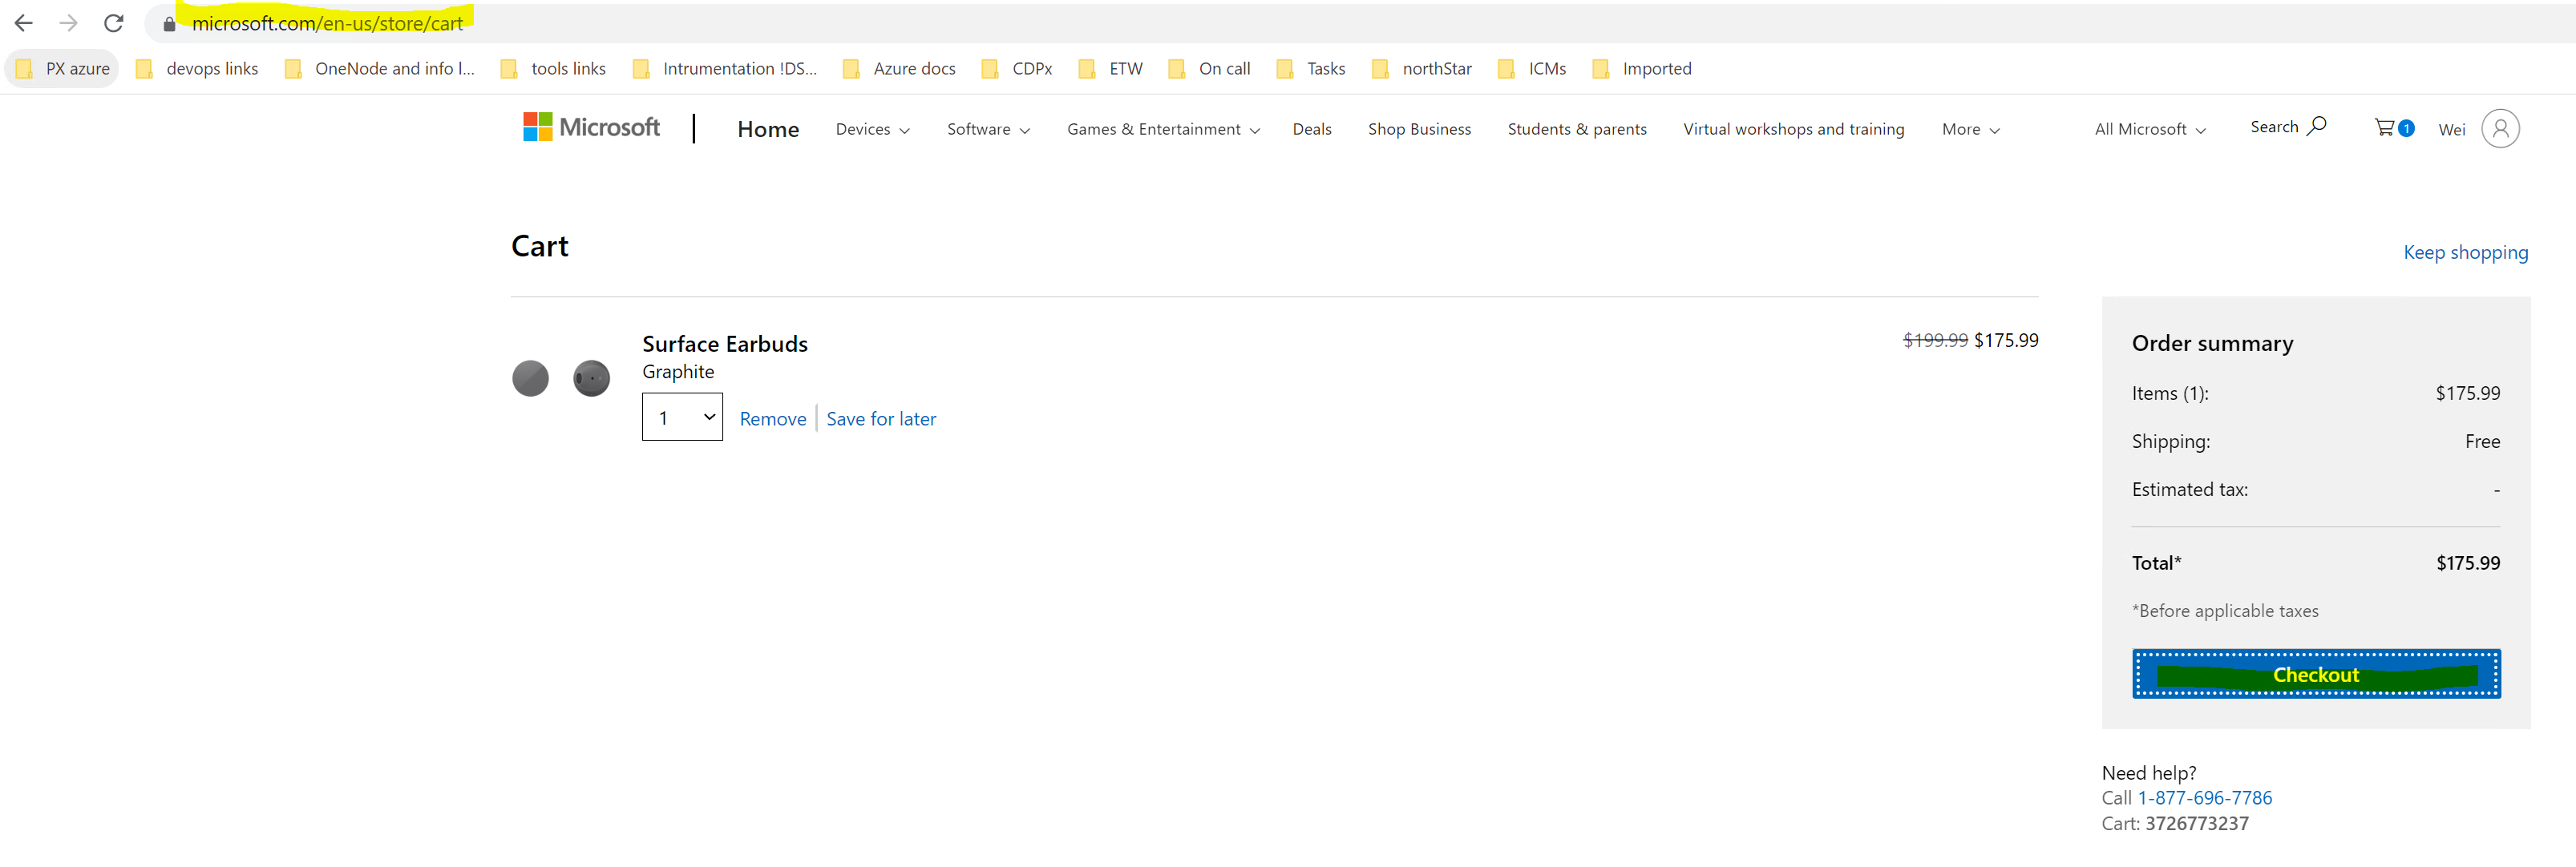 microsoft.com/en-us/store/cart
PX azure devops links OneNode and info l... tools links Intrumentation !DS... Azure docs CDPx ETW On call Tasks northStar ICMs Imported
Microsoft Home Devices Software Games & Entertainment Deals Shop Business Students & parents Virtual workshops and training More All Microsoft Search 1 Wei
Cart
Keep shopping
Surface Earbuds $199.99 $175.99
Graphite
1 Remove Save for later
Order summary
Items (1): $175.99
Shipping: Free
Estimated tax: -
Total* $175.99
*Before applicable taxes
Checkout
Need help?
Call 1-877-696-7786
Cart: 3726773237